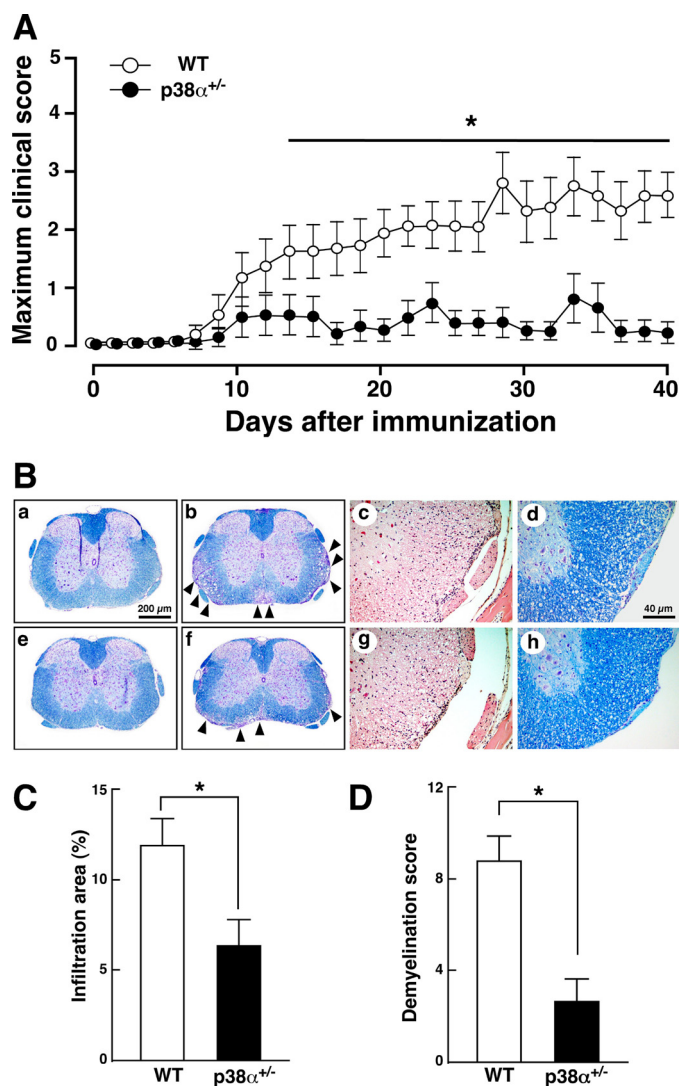 A
WT
p38α+/-
*
Maximum clinical score
5
4
3
2
1
0
0 10 20 30 40
Days after immunization
B
a b c d
200 µm 40 µm
e f g h
C
*
Infiltration area (%)
15
10
5
0
WT p38α+/-
D
*
Demyelination score
12
8
4
0
WT p38α+/-